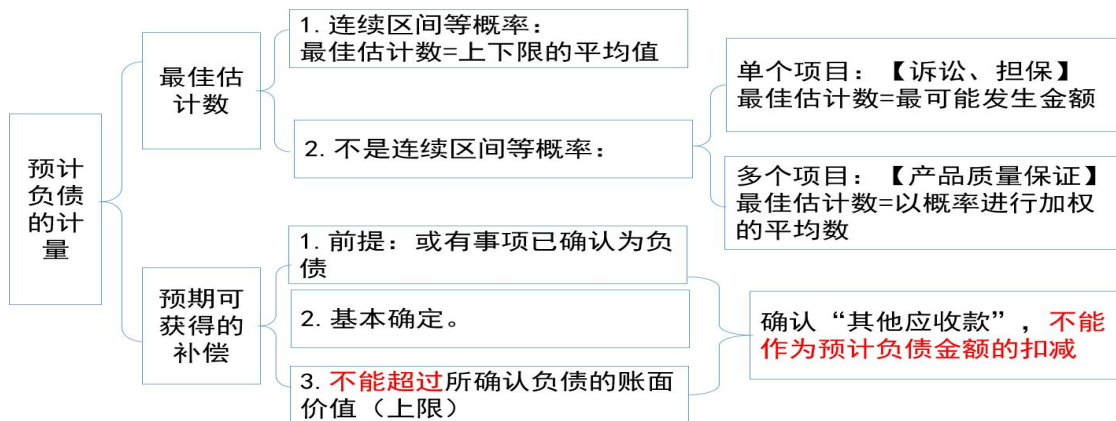 预计
负债
的计
量
最佳估
计数
1. 连续区间等概率：
最佳估计数=上下限的平均值
2. 不是连续区间等概率：
单个项目：【诉讼、担保】
最佳估计数=最可能发生金额
多个项目：【产品质量保证】
最佳估计数=以概率进行加权
的平均数
预期可
获得的
补偿
1. 前提：或有事项已确认为负
债
2. 基本确定。
3. 不能超过所确认负债的账面
价值（上限）
确认“其他应收款”，不能
作为预计负债金额的扣减